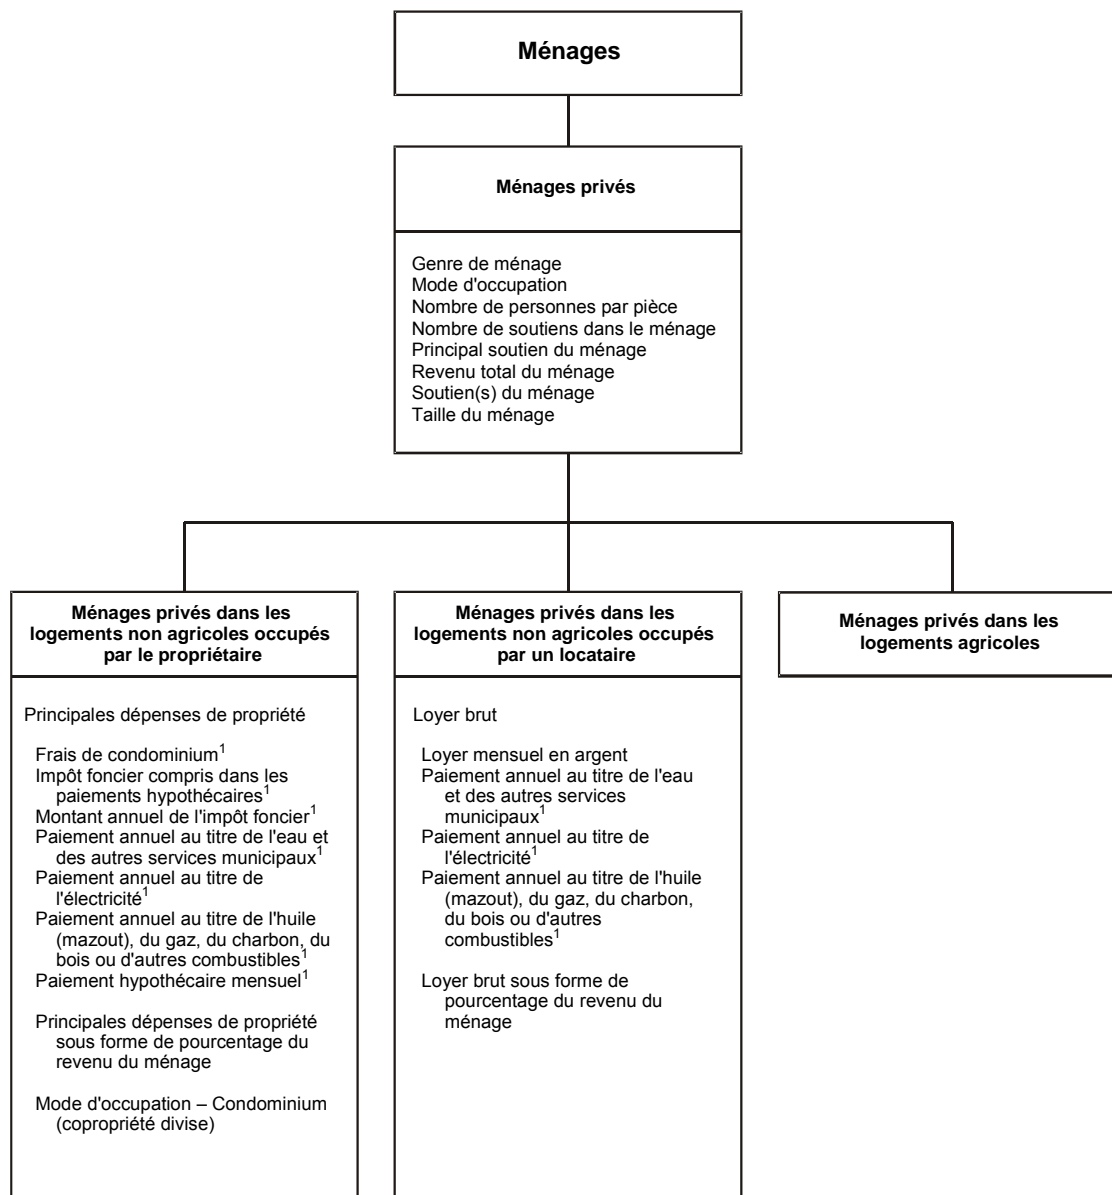 Ménages
Ménages privés
Genre de ménage
Mode d'occupation
Nombre de personnes par pièce
Nombre de soutiens dans le ménage
Principal soutien du ménage
Revenu total du ménage
Soutien(s) du ménage
Taille du ménage
Ménages privés dans les
logements non agricoles occupés
par le propriétaire
Principales dépenses de propriété
Frais de condominium1
Impôt foncier compris dans les
paiements hypothécaires1
Montant annuel de l'impôt foncier1
Paiement annuel au titre de l'eau et
des autres services municipaux1
Paiement annuel au titre de
l'électricité1
Paiement annuel au titre de l'huile
(mazout), du gaz, du charbon, du
bois ou d'autres combustibles1
Paiement hypothécaire mensuel1
Principales dépenses de propriété
sous forme de pourcentage du
revenu du ménage
Mode d'occupation – Condominium
(copropriété divise)
Ménages privés dans les
logements non agricoles occupés
par un locataire
Loyer brut
Loyer mensuel en argent
Paiement annuel au titre de l'eau
et des autres services
municipaux1
Paiement annuel au titre de
l'électricité1
Paiement annuel au titre de l'huile
(mazout), du gaz, du charbon,
du bois ou d'autres
combustibles1
Loyer brut sous forme de
pourcentage du revenu du
ménage
Ménages privés dans les
logements agricoles